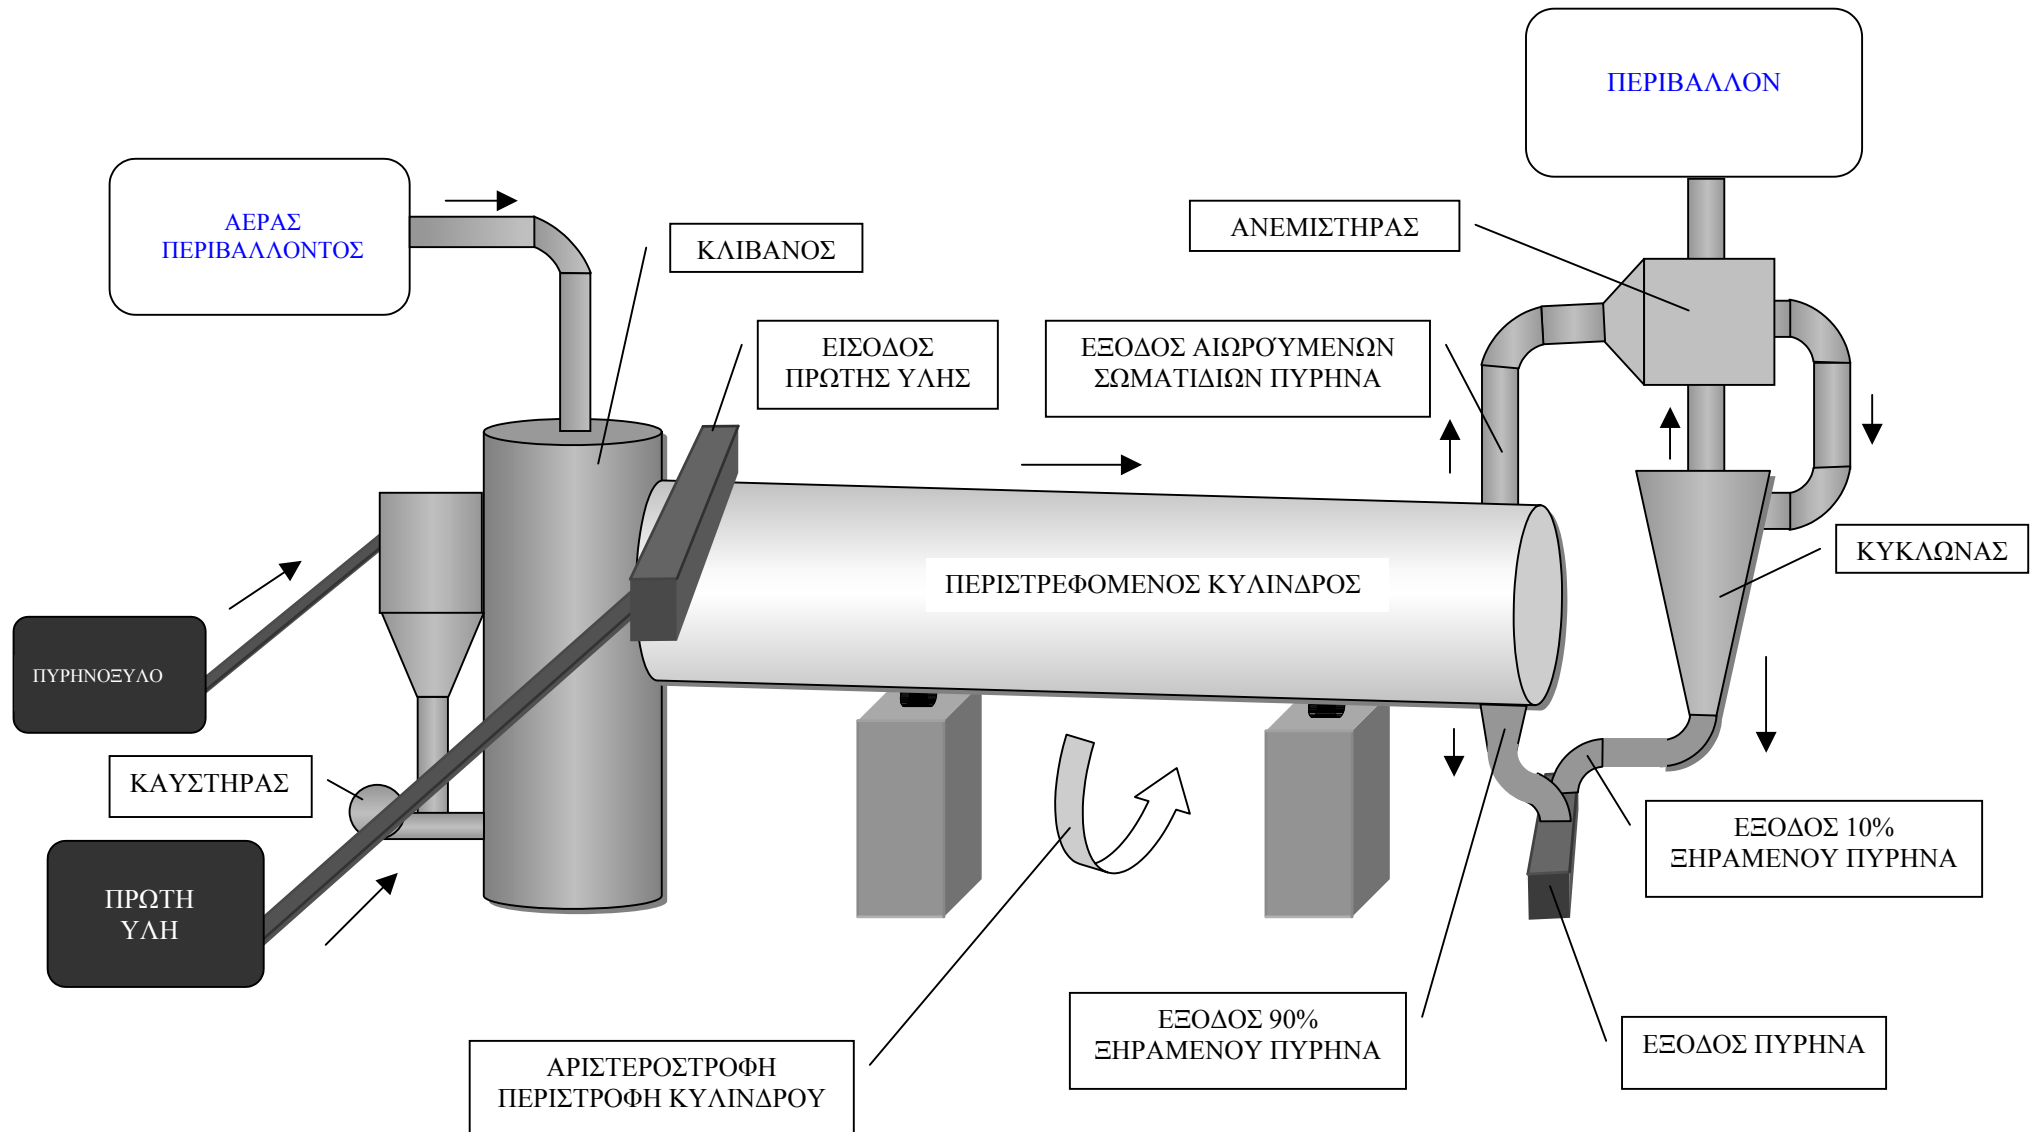 ΠΕΡΙΒΑΛΛΟΝ
ΑΕΡΑΣ
ΠΕΡΙΒΑΛΛΟΝΤΟΣ
ΚΛΙΒΑΝΟΣ
ΑΝΕΜΙΣΤΗΡΑΣ
ΕΙΣΟΔΟΣ
ΠΡΩΤΗΣ ΥΛΗΣ
ΕΞΟΔΟΣ ΑΙΩΡΟΎΜΕΝΩΝ
ΣΩΜΑΤΙΔΙΩΝ ΠΥΡΗΝΑ
ΚΥΚΛΩΝΑΣ
ΠΕΡΙΣΤΡΕΦΟΜΕΝΟΣ ΚΥΛΙΝΔΡΟΣ
ΠΥΡΗΝΟΞΥΛΟ
ΚΑΥΣΤΗΡΑΣ
ΠΡΩΤΗ
ΥΛΗ
ΕΞΟΔΟΣ 10%
ΞΗΡΑΜΕΝΟΥ ΠΥΡΗΝΑ
ΕΞΟΔΟΣ 90%
ΞΗΡΑΜΕΝΟΥ ΠΥΡΗΝΑ
ΕΞΟΔΟΣ ΠΥΡΗΝΑ
ΑΡΙΣΤΕΡΟΣΤΡΟΦΗ
ΠΕΡΙΣΤΡΟΦΗ ΚΥΛΙΝΔΡΟΥ